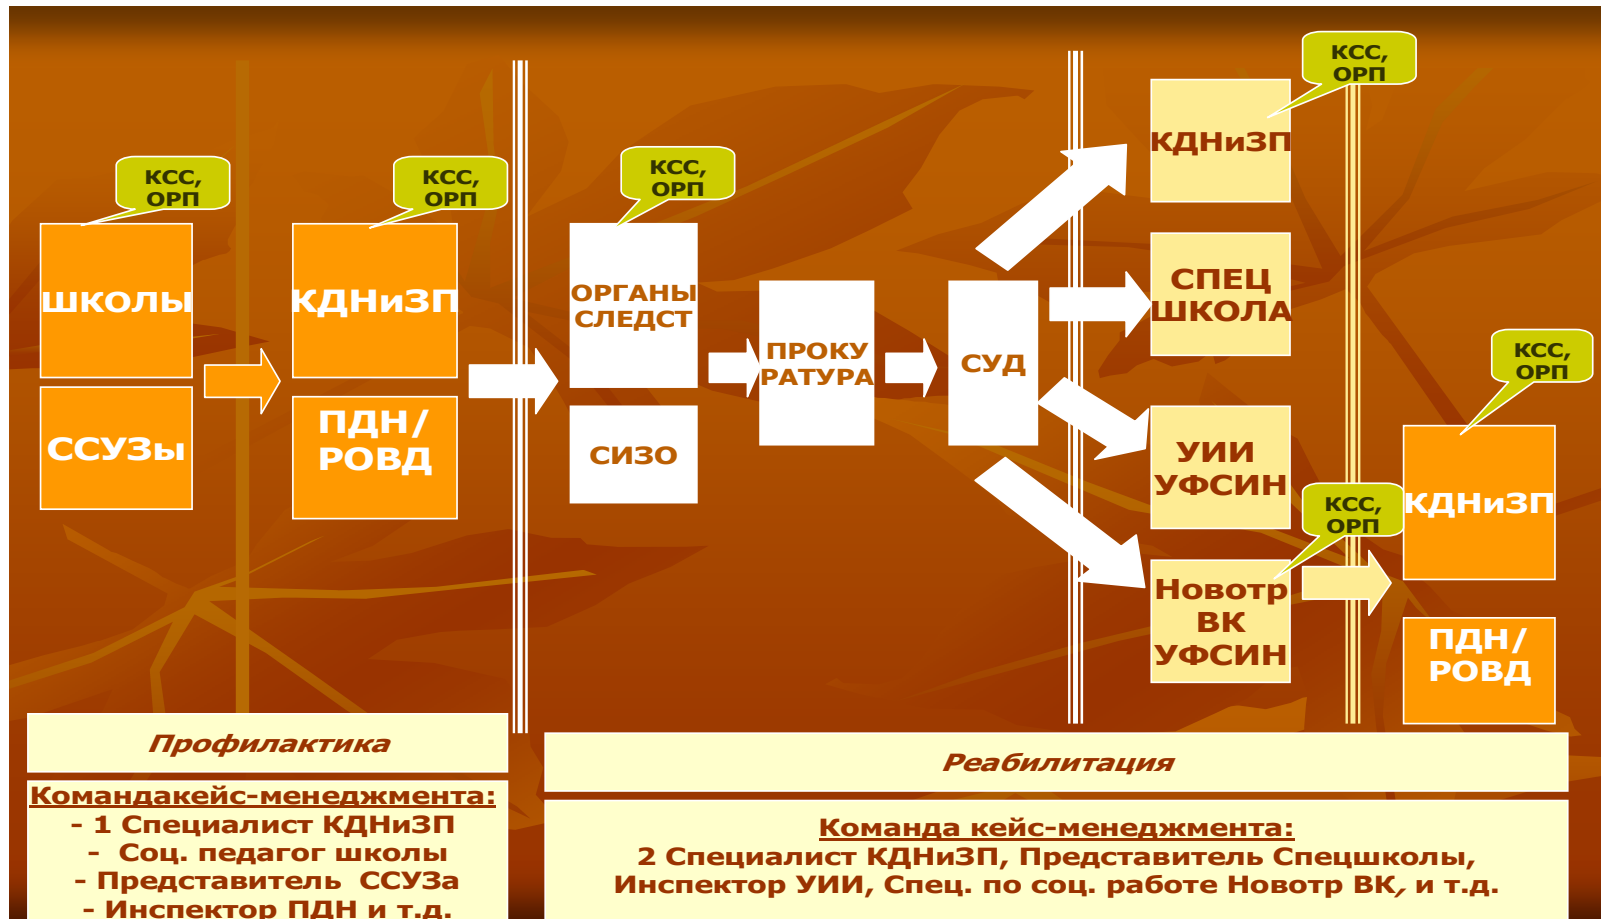 КСС,
ОРП
ШКОЛЫ
ССУЗы
КСС,
ОРП
КДНиЗП
ПДН/
РОВД
КСС,
ОРП
ОРГАНЫ
СЛЕДСТ
СИЗО
ПРОКУ
РАТУРА
СУД
КСС,
ОРП
КДНиЗП
СПЕЦ
ШКОЛА
УИИ
УФСИН
КСС,
ОРП
Новотр
ВК
УФСИН
КСС,
ОРП
КДНиЗП
ПДН/
РОВД
Профилактика
Командакейс-менеджмента:
- 1 Специалист КДНиЗП
- Соц. педагог школы
- Представитель ССУЗа
- Инспектор ПДН и т.д.
Реабилитация
Команда кейс-менеджмента:
2 Специалист КДНиЗП, Представитель Спецшколы,
Инспектор УИИ, Спец. по соц. работе Новотр ВК, и т.д.